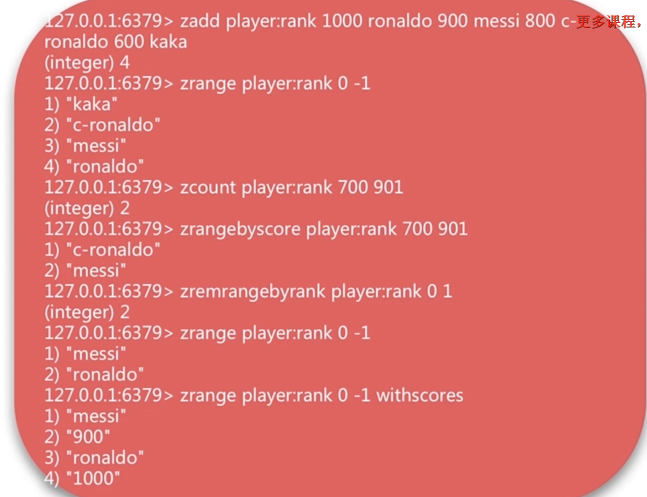 127.0.0.1:6379> zadd player:rank 1000 ronaldo 900 messi 800 c-更多课程,
ronaldo 600 kaka
(integer) 4
127.0.0.1:6379> zrange player:rank 0 -1
1) "kaka"
2) "c-ronaldo"
3) "messi"
4) "ronaldo"
127.0.0.1:6379> zcount player:rank 700 901
(integer) 2
127.0.0.1:6379> zrangebyscore player:rank 700 901
1) "c-ronaldo"
2) "messi"
127.0.0.1:6379> zremrangebyrank player:rank 0 1
(integer) 2
127.0.0.1:6379> zrange player:rank 0 -1
1) "messi"
2) "ronaldo"
127.0.0.1:6379> zrange player:rank 0 -1 withscores
1) "messi"
2) "900"
3) "ronaldo"
4) "1000"